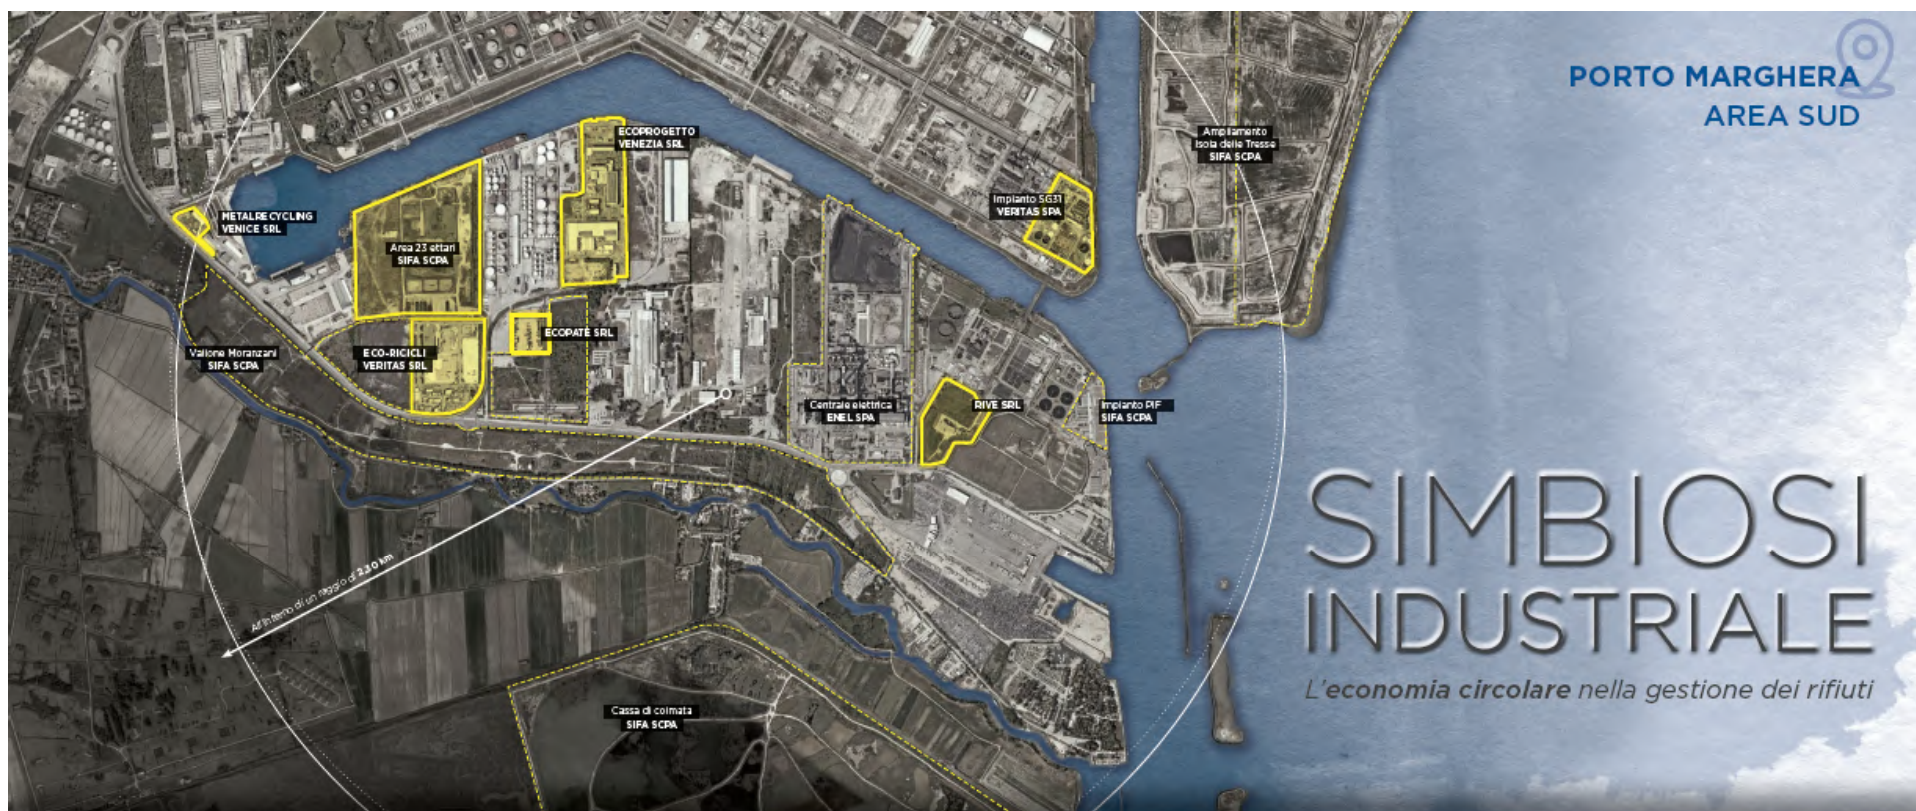 PORTO MARGHERA
AREA SUD
ECOPROGETTO
VENEZIA SRL
Ampliamento
Isola delle Tresse
SIFA SCPA
Impianto SG31
VERITAS SPA
METALRECYCLING
VENICE SRL
Area 23 ettari
SIFA SCPA
ECOPATÈ SRL
Vallone Moranzani
SIFA SCPA
ECO-RICICLI
VERITAS SRL
Centrale elettrica
ENEL SPA
RIVE SRL
Impianto PIF
SIFA SCPA
All'interno di un raggio di 2,30 km
Cassa di colmata
SIFA SCPA
SIMBIOSI
INDUSTRIALE
L'economia circolare nella gestione dei rifiuti